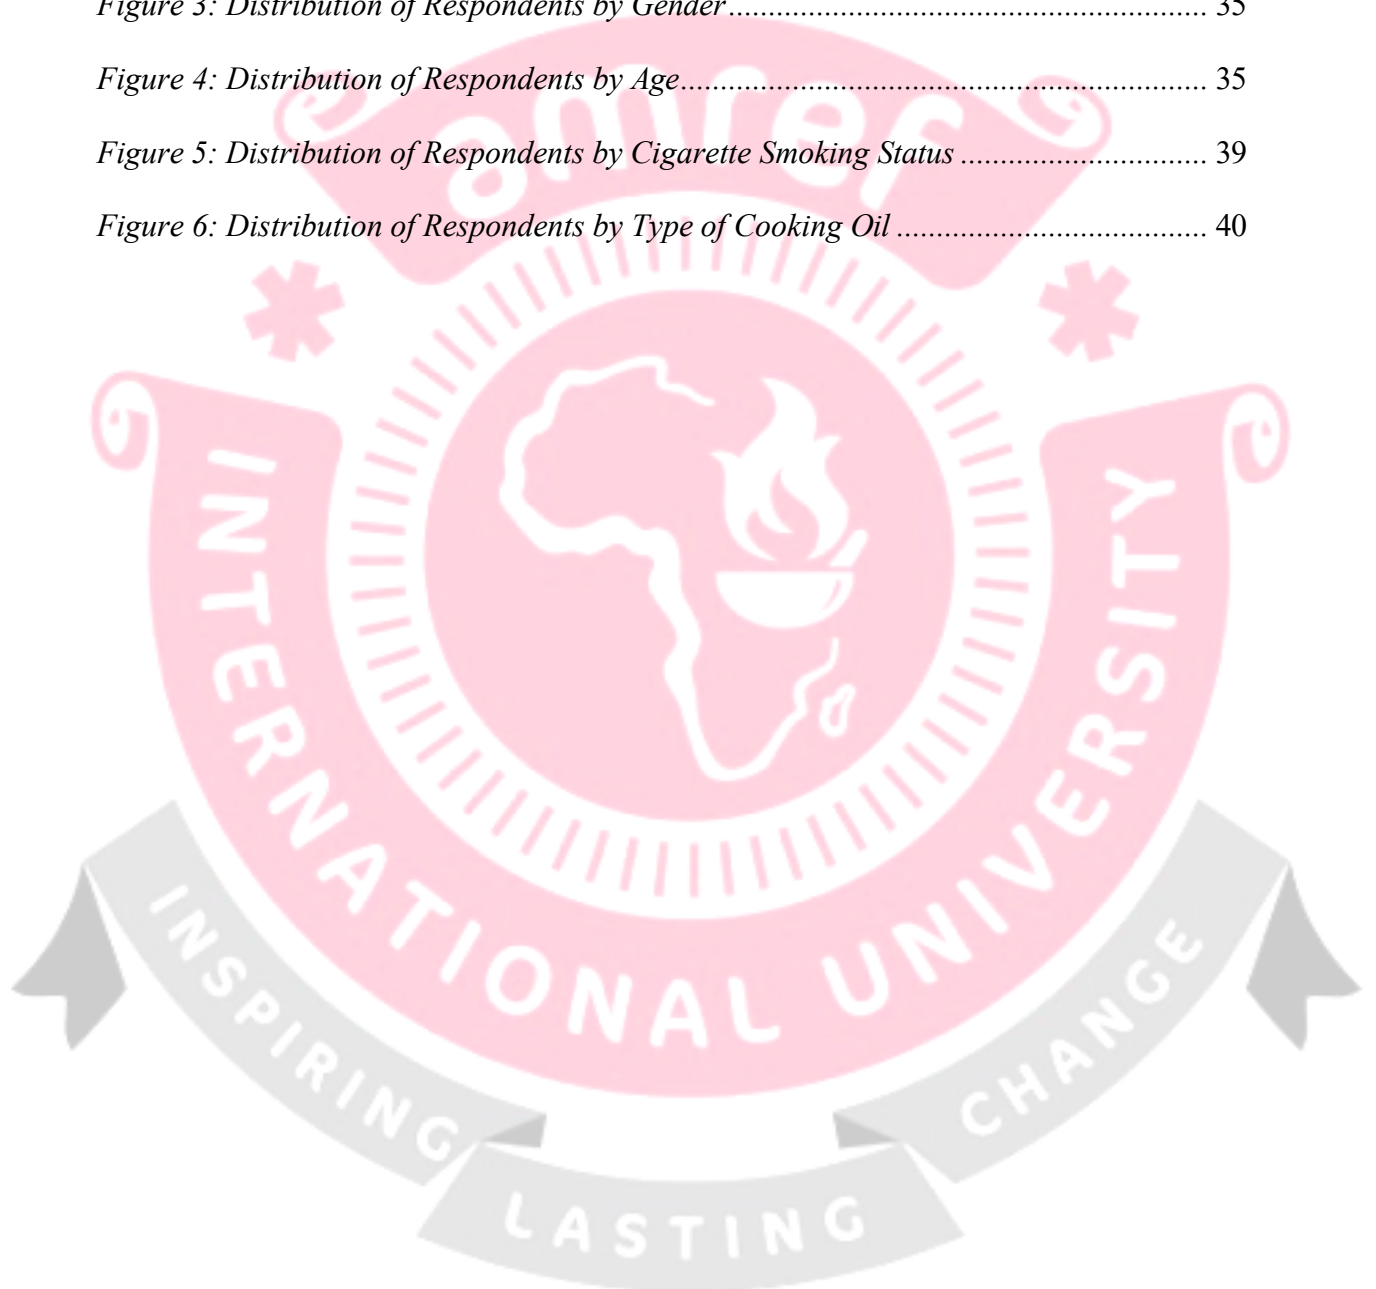 Figure 3: Distribution of Respondents by Gender............................................................ 35
Figure 4: Distribution of Respondents by Age.................................................................. 35
Figure 5: Distribution of Respondents by Cigarette Smoking Status ............................... 39
Figure 6: Distribution of Respondents by Type of Cooking Oil ....................................... 40
amref
INTERNATIONAL UNIVERSITY
INSPIRING LASTING CHANGE